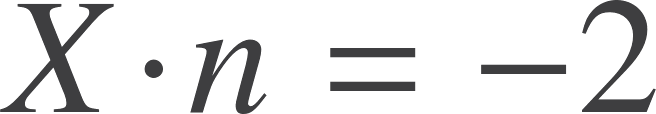 X · n = −2